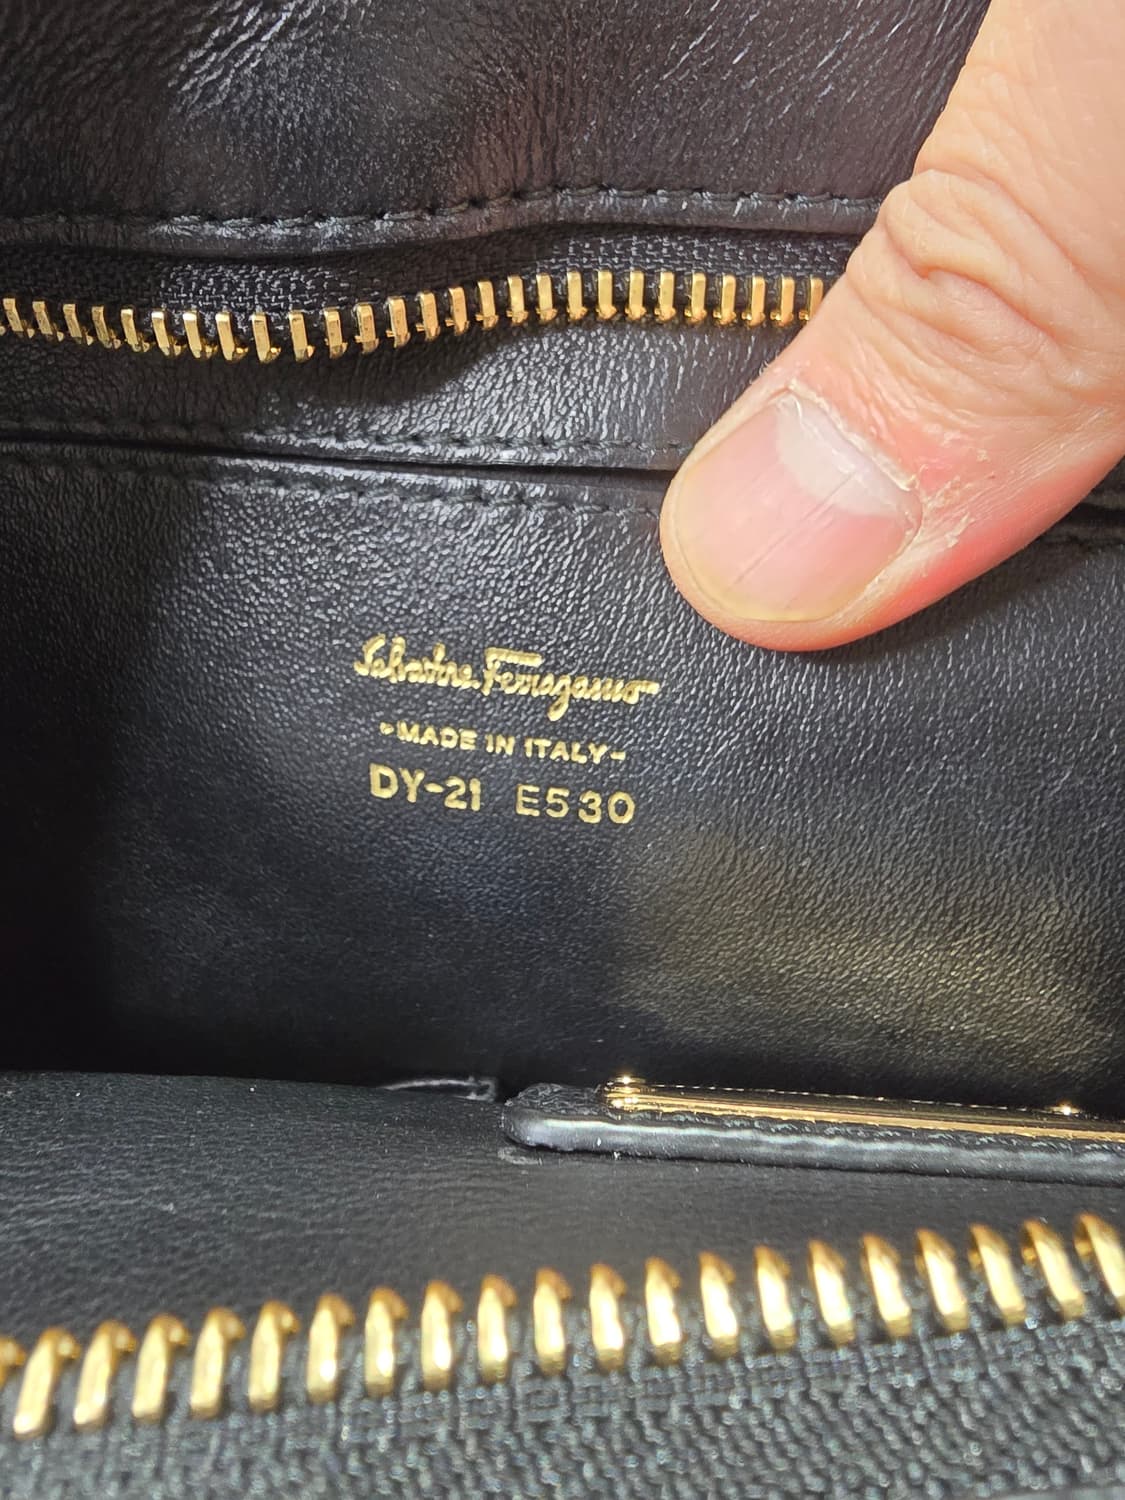 Salvatore Ferragamo
-MADE IN ITALY-
DY-21 E530